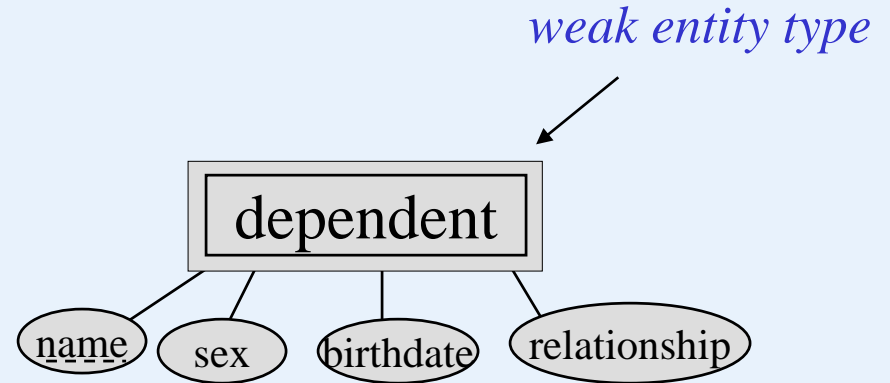 weak entity type
dependent
name
sex
birthdate
relationship